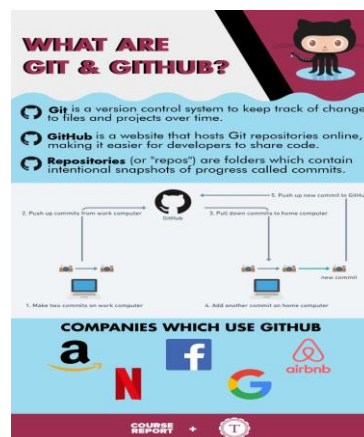 WHAT ARE
GIT & GITHUB?
Git is a version control system to keep track of change
to files and projects over time.
GitHub is a website that hosts Git repositories online,
making it easier for developers to share code.
Repositories (or "repos") are folders which contain
intentional snapshots of progress called commits.
5. Push up new commit to GitHu
2. Push up commits from work computer
GitHub
3. Pull down commits to home computer
new commit
1. Make two commits on work computer
4. Add another commit on home computer
COMPANIES WHICH USE GITHUB
a
f
airbnb
N
G
COURSE
REPORT
+
T